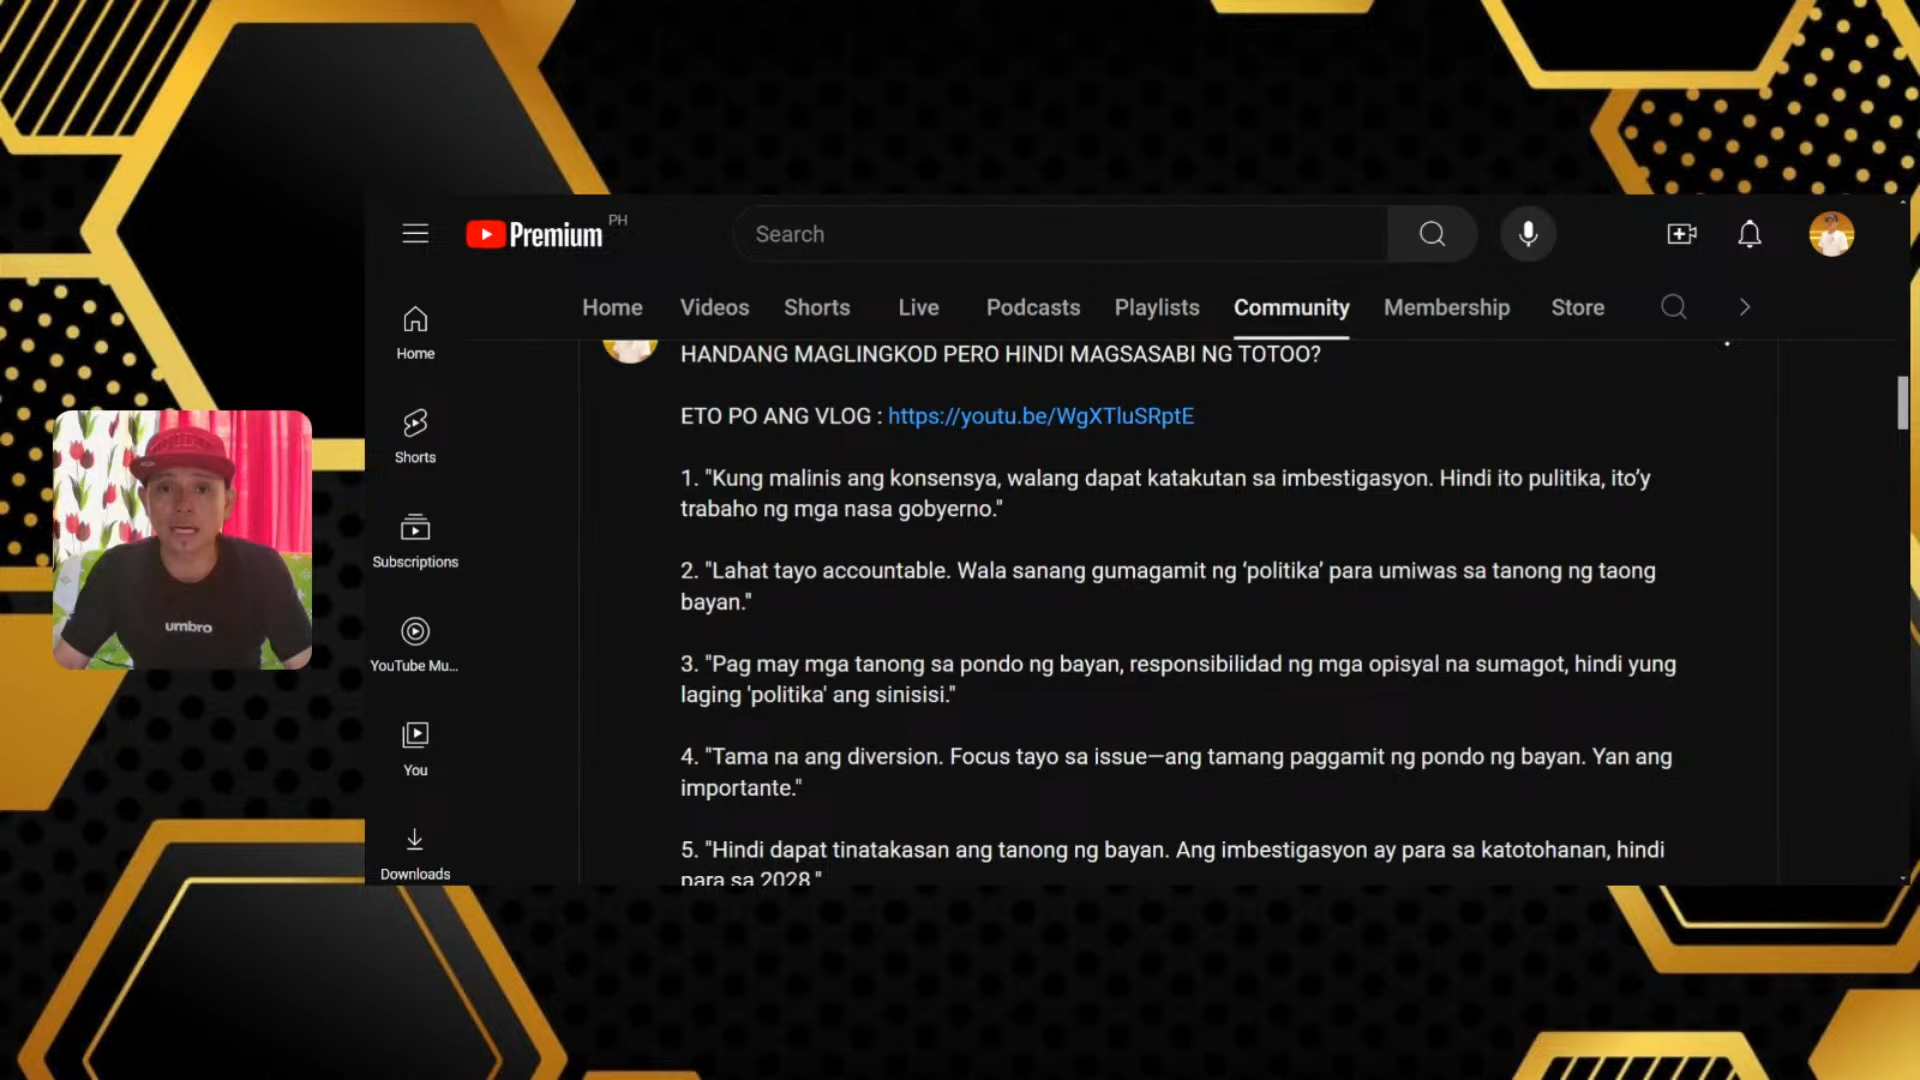 Premium PH
Search
Home Videos Shorts Live Podcasts Playlists Community Membership Store
Home
Shorts
Subscriptions
YouTube Mu...
You
Downloads
HANDANG MAGLINGKOD PERO HINDI MAGSASABI NG TOTOO?
ETO PO ANG VLOG : https://youtu.be/WgXTluSRptE
1. "Kung malinis ang konsensya, walang dapat katakutan sa imbestigasyon. Hindi ito pulitika, ito’y
trabaho ng mga nasa gobyerno."
2. "Lahat tayo accountable. Wala sanang gumagamit ng ‘politika’ para umiwas sa tanong ng taong
bayan."
3. "Pag may mga tanong sa pondo ng bayan, responsibilidad ng mga opisyal na sumagot, hindi yung
laging 'politika' ang sinisisi."
4. "Tama na ang diversion. Focus tayo sa issue—ang tamang paggamit ng pondo ng bayan. Yan ang
importante."
5. "Hindi dapat tinatakasan ang tanong ng bayan. Ang imbestigasyon ay para sa katotohanan, hindi
para sa 2028."
umbro